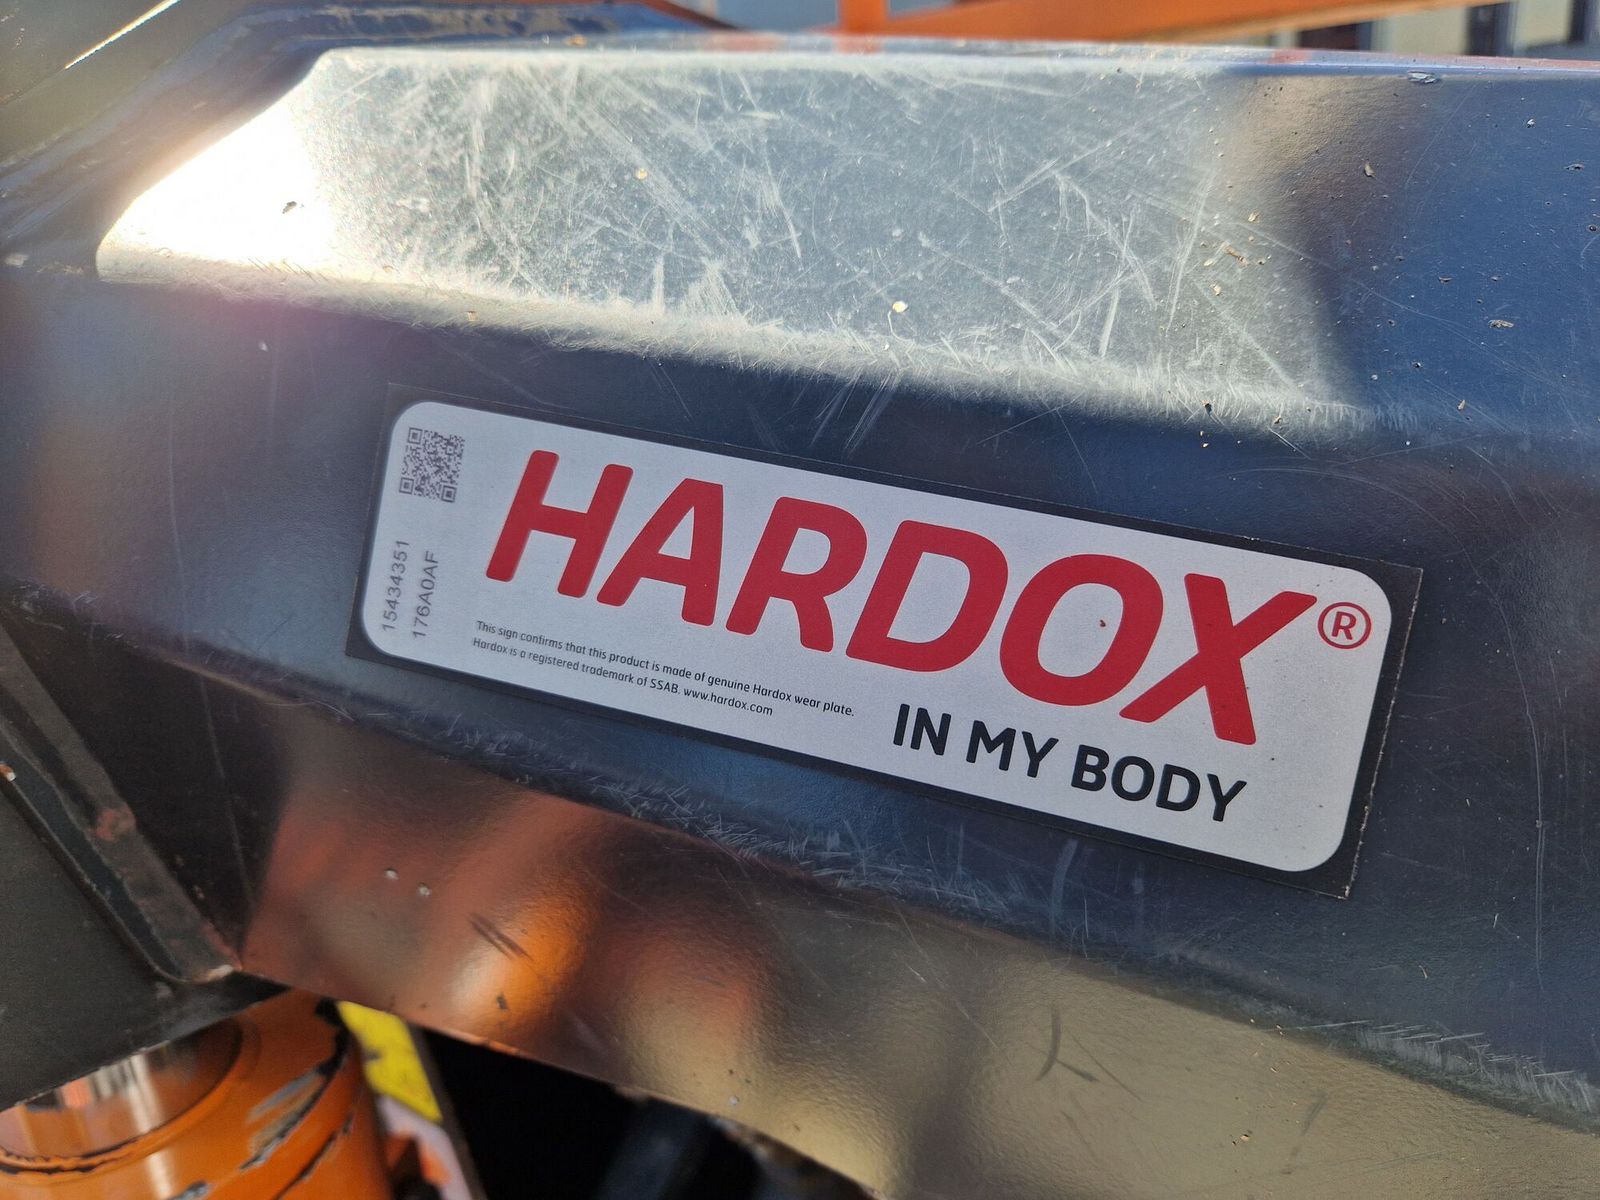 HARDOX®
IN MY BODY
This sign confirms that this product is made of genuine Hardox wear plate.
Hardox is a registered trademark of SSAB. www.hardox.com
15434351
176A0AF